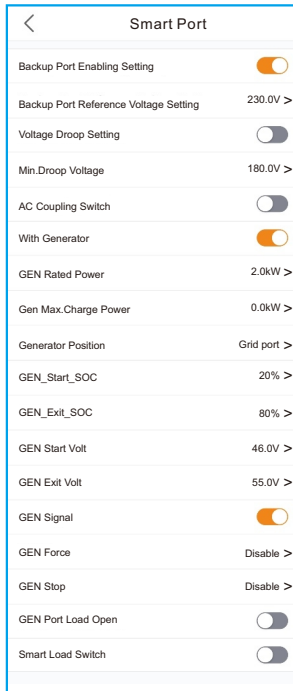 Smart Port
Backup Port Enabling Setting
Backup Port Reference Voltage Setting 230.0V >
Voltage Droop Setting
Min.Droop Voltage 180.0V >
AC Coupling Switch
With Generator
GEN Rated Power 2.0kW >
Gen Max.Charge Power 0.0kW >
Generator Position Grid port >
GEN_Start_SOC 20% >
GEN_Exit_SOC 80% >
GEN Start Volt 46.0V >
GEN Exit Volt 55.0V >
GEN Signal
GEN Force Disable >
GEN Stop Disable >
GEN Port Load Open
Smart Load Switch